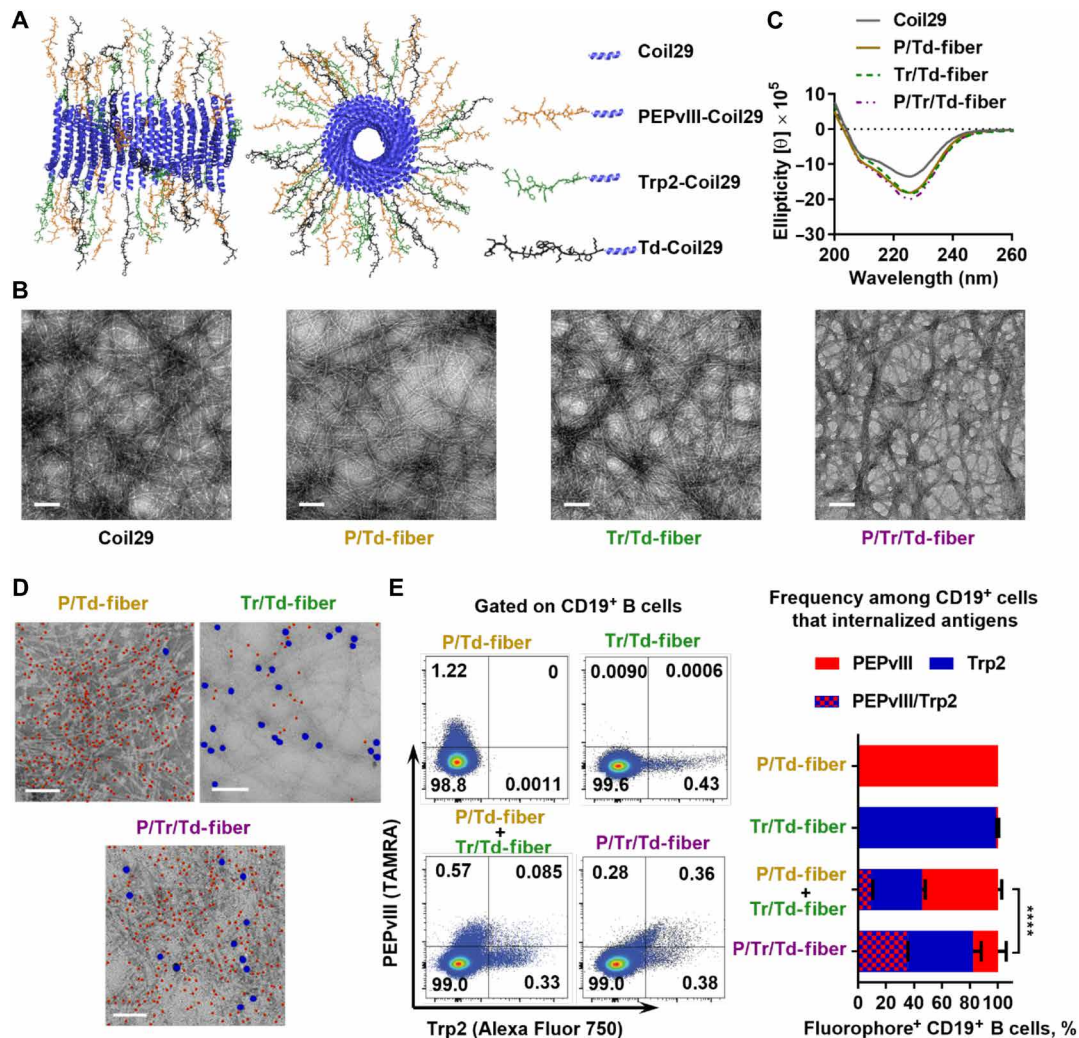 A
Coil29
PEPvIII-Coil29
Trp2-Coil29
Td-Coil29
C
Coil29
P/Td-fiber
Tr/Td-fiber
P/Tr/Td-fiber
Ellipticity [θ] × 10⁵
10
0
−10
−20
−30
200
220
240
260
Wavelength (nm)
B
Coil29
P/Td-fiber
Tr/Td-fiber
P/Tr/Td-fiber
D
P/Td-fiber
Tr/Td-fiber
P/Tr/Td-fiber
E
Gated on CD19⁺ B cells
P/Td-fiber
Tr/Td-fiber
1.22
0
0.0090
0.0006
98.8
0.0011
99.6
0.43
P/Td-fiber
+
Tr/Td-fiber
P/Tr/Td-fiber
0.57
0.085
0.28
0.36
99.0
0.33
99.0
0.38
PEPvIII (TAMRA)
Trp2 (Alexa Fluor 750)
Frequency among CD19⁺ cells
that internalized antigens
PEPvIII
Trp2
PEPvIII/Trp2
P/Td-fiber
Tr/Td-fiber
P/Td-fiber
+
Tr/Td-fiber
P/Tr/Td-fiber
****
0 20 40 60 80 100
Fluorophore⁺ CD19⁺ B cells, %